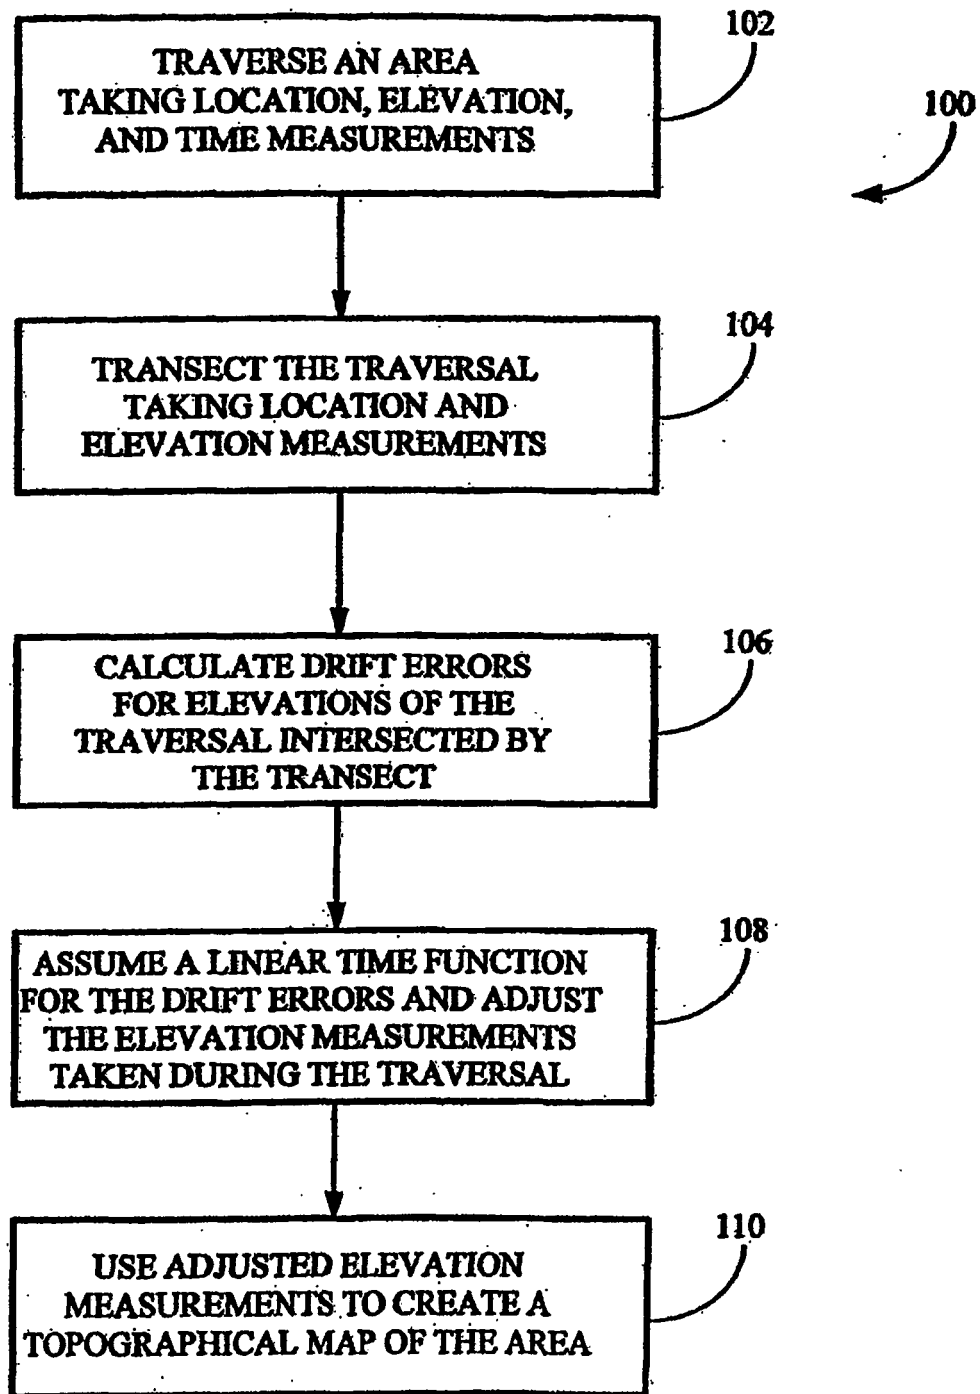 102
TRAVERSE AN AREA
TAKING LOCATION, ELEVATION,
AND TIME MEASUREMENTS
100
104
TRANSECT THE TRAVERSAL
TAKING LOCATION AND
ELEVATION MEASUREMENTS
106
CALCULATE DRIFT ERRORS
FOR ELEVATIONS OF THE
TRAVERSAL INTERSECTED BY
THE TRANSECT
108
ASSUME A LINEAR TIME FUNCTION
FOR THE DRIFT ERRORS AND ADJUST
THE ELEVATION MEASUREMENTS
TAKEN DURING THE TRAVERSAL
110
USE ADJUSTED ELEVATION
MEASUREMENTS TO CREATE A
TOPOGRAPHICAL MAP OF THE AREA